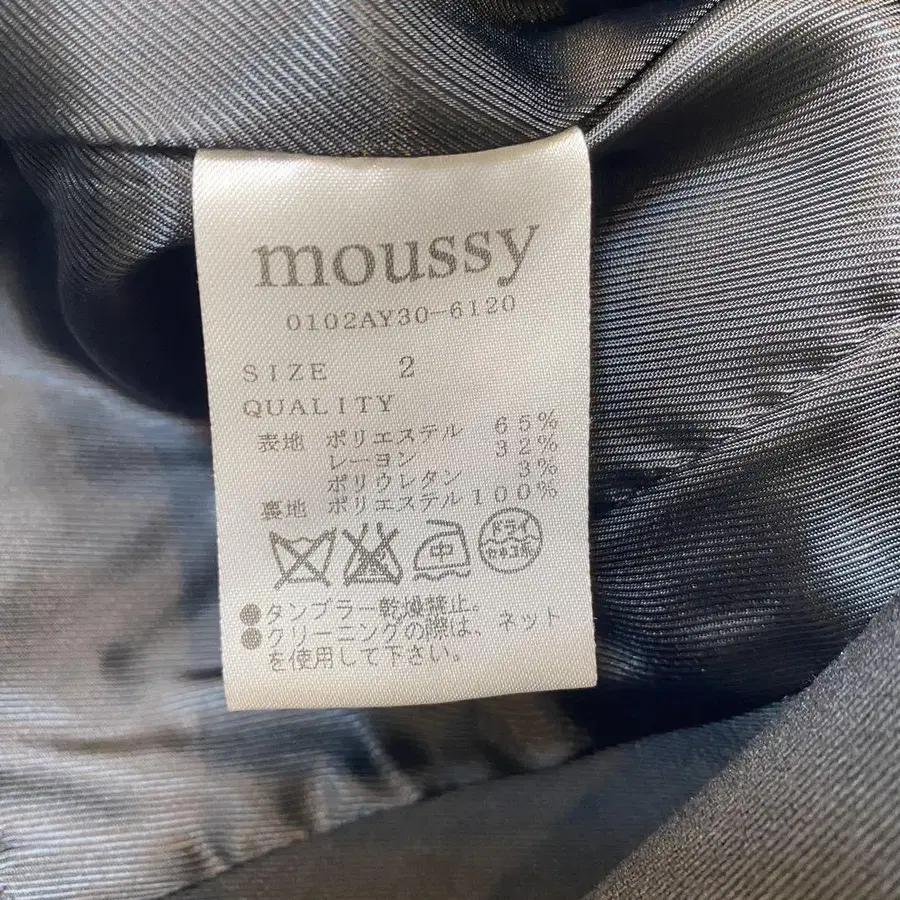 moussy
0102AY30-6120
SIZE 2
QUALITY
表地 ポリエステル 65%
レーヨン 32%
ポリウレタン 3%
裏地 ポリエステル 100%
中 ドライ
セキユ系
●タンブラー乾燥禁止。
●クリーニングの際は、ネット
を使用して下さい。